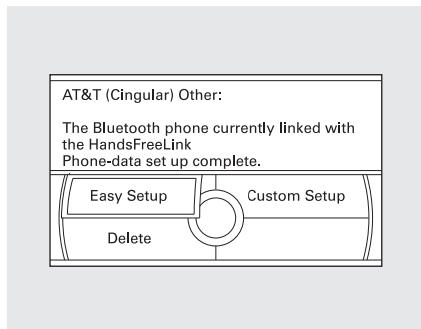 AT&T (Cingular) Other:
The Bluetooth phone currently linked with
the HandsFreeLink
Phone-data set up complete.
Easy Setup
Custom Setup
Delete